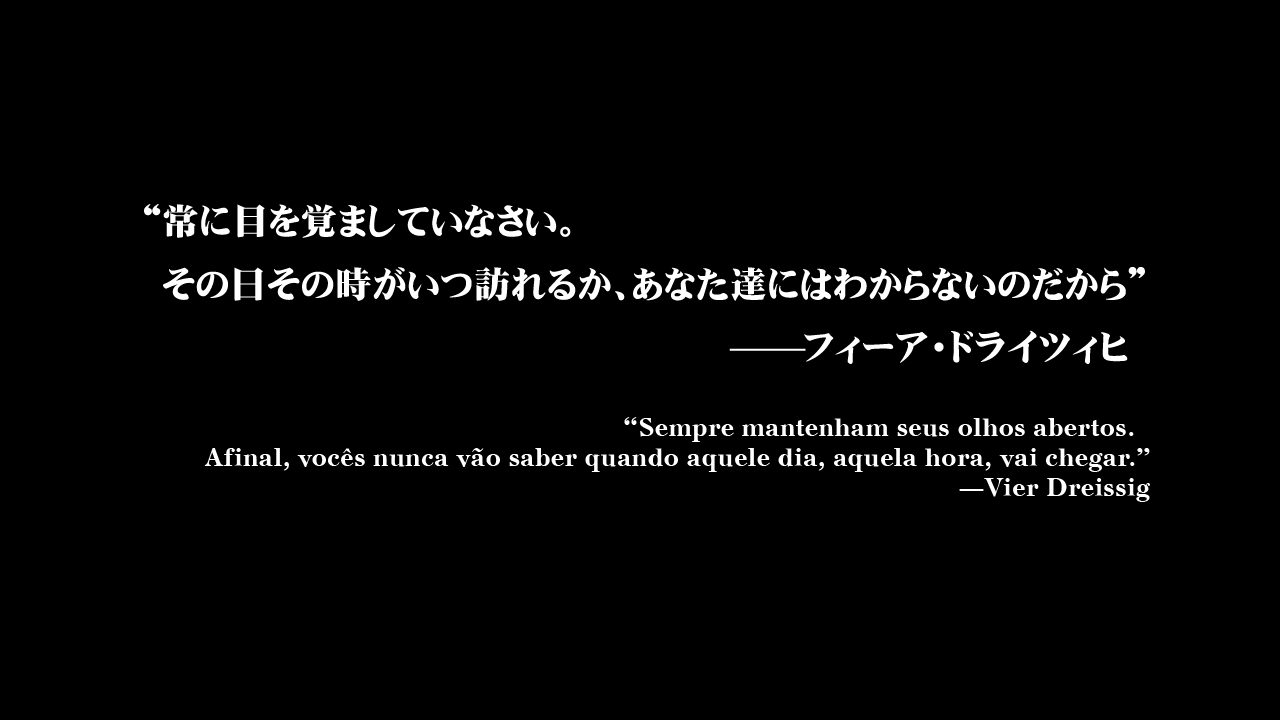 “常に目を覚ましていなさい。
その日その時がいつ訪れるか、あなた達にはわからないのだから”
――フィーア・ドライツィヒ
“Sempre mantenham seus olhos abertos.
Afinal, vocês nunca vão saber quando aquele dia, aquela hora, vai chegar.”
—Vier Dreissig